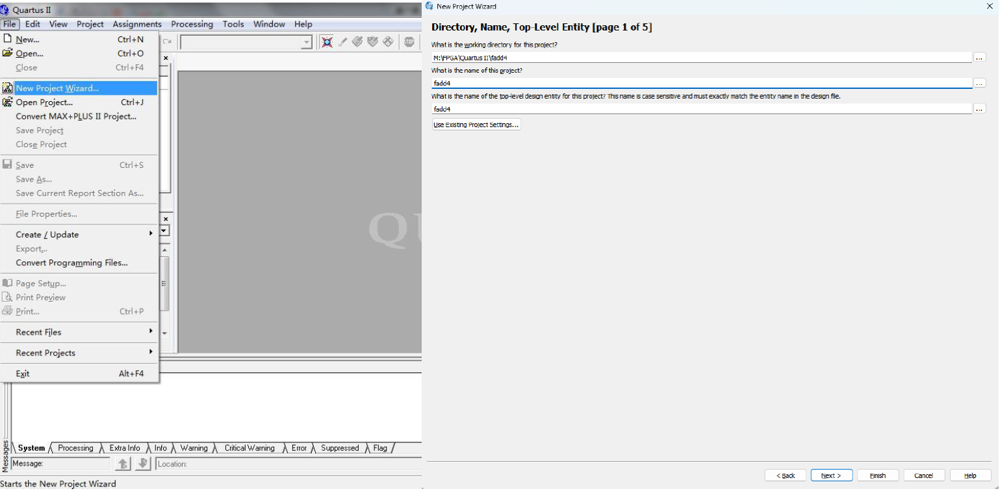 Quartus II
File Edit View Project Assignments Processing Tools Window Help
New... Ctrl+N
Open... Ctrl+O
Close Ctrl+F4
New Project Wizard...
Open Project... Ctrl+J
Convert MAX+PLUS II Project...
Save Project
Close Project
Save Ctrl+S
Save As...
Save Current Report Section As...
File Properties...
Create / Update
Export...
Convert Programming Files...
Page Setup...
Print Preview
Print... Ctrl+P
Recent Files
Recent Projects
Exit Alt+F4
STOP
QU
Messages
System Processing Extra Info Info Warning Critical Warning Error Suppressed Flag
Message: Location:
Starts the New Project Wizard
New Project Wizard
Directory, Name, Top-Level Entity [page 1 of 5]
What is the working directory for this project?
M:\FPGA\Quartus II\fadd4
...
What is the name of this project?
fadd4
...
What is the name of the top-level design entity for this project? This name is case sensitive and must exactly match the entity name in the design file.
fadd4
...
Use Existing Project Settings...
< Back Next > Finish Cancel Help